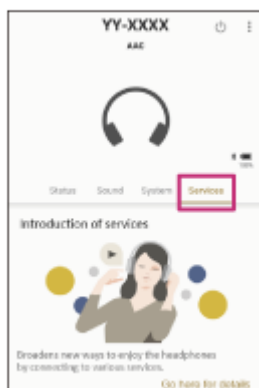 YY-XXXX
AAC
100%
Status Sound System Services
Introduction of services
Broadens new ways to enjoy the headphones
by connecting to various services.
Go here for details